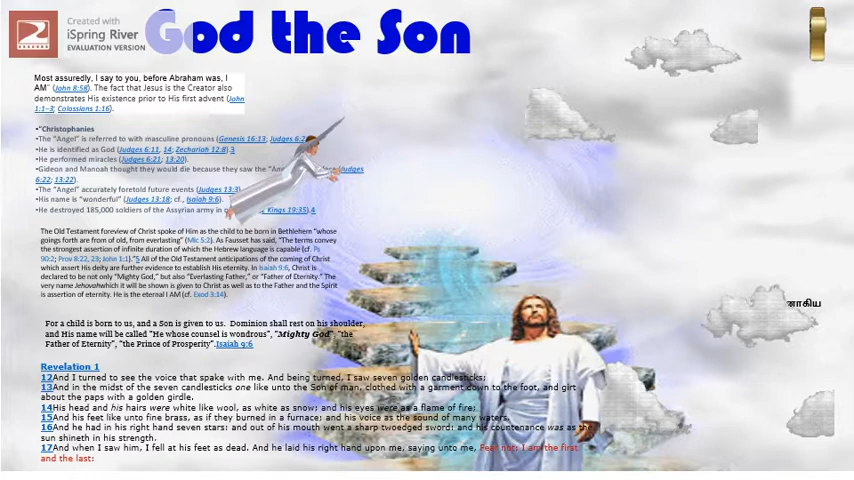 Created with
iSpring River
EVALUATION VERSION
God the Son
Most assuredly, I say to you, before Abraham was, I
AM" (John 8:58). The fact that Jesus is the Creator also
demonstrates His existence prior to His first advent (John
1:1–3; Colossians 1:16).
•"Christophanies
•The "Angel" is referred to with masculine pronouns (Genesis 16:13; Judges 6:2
•He is identified as God (Judges 6:11, 14; Zechariah 12:8).3
•He performed miracles (Judges 6:21; 13:20).
•Gideon and Manoah thought they would die because they saw the "An Judges
6:22; 13:22).
•The "Angel" accurately foretold future events (Judges 13:3)
•His name is "wonderful" (Judges 13:18; cf., Isaiah 9:6).
•He destroyed 185,000 soldiers of the Assyrian army in Kings 19:35).4
The Old Testament foreview of Christ spoke of Him as the child to be born in Bethlehem "whose
goings forth are from of old, from everlasting" (Mic 5:2). As Fausset has said, "The terms convey
the strongest assertion of infinite duration of which the Hebrew language is capable (cf. Ps
90:2; Prov 8:22, 23; John 1:1)."5 All of the Old Testament anticipations of the coming of Christ
which assert His deity are further evidence to establish His eternity. In Isaiah 9:6, Christ is
declared to be not only "Mighty God," but also "Everlasting Father," or "Father of Eternity." The
very name Jehovahwhich it will be shown is given to Christ as well as to the Father and the Spirit
is assertion of eternity. He is the eternal I AM (cf. Exod 3:14).
னாகிய
For a child is born to us, and a Son is given to us. Dominion shall rest on his shoulder,
and His name will be called "He whose counsel is wondrous", "Mighty God", "the
Father of Eternity", "the Prince of Prosperity".Isaiah 9:6
Revelation 1
12And I turned to see the voice that spake with me. And being turned, I saw seven golden candlesticks;
13And in the midst of the seven candlesticks one like unto the Son of man, clothed with a garment down to the foot, and girt
about the paps with a golden girdle.
14His head and his hairs were white like wool, as white as snow; and his eyes were as a flame of fire;
15And his feet like unto fine brass, as if they burned in a furnace; and his voice as the sound of many waters.
16And he had in his right hand seven stars: and out of his mouth went a sharp twoedged sword: and his countenance was as the
sun shineth in his strength.
17And when I saw him, I fell at his feet as dead. And he laid his right hand upon me, saying unto me, Fear not; I am the first
and the last: